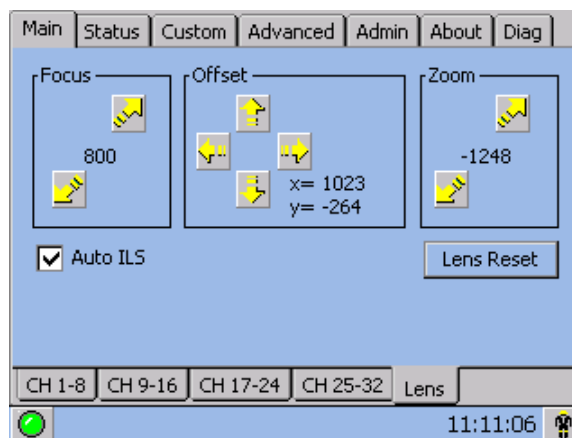 Main Status Custom Advanced Admin About Diag
Focus Offset Zoom
800 -1248
x= 1023
y= -264
Auto ILS Lens Reset
CH 1-8 CH 9-16 CH 17-24 CH 25-32 Lens
11:11:06